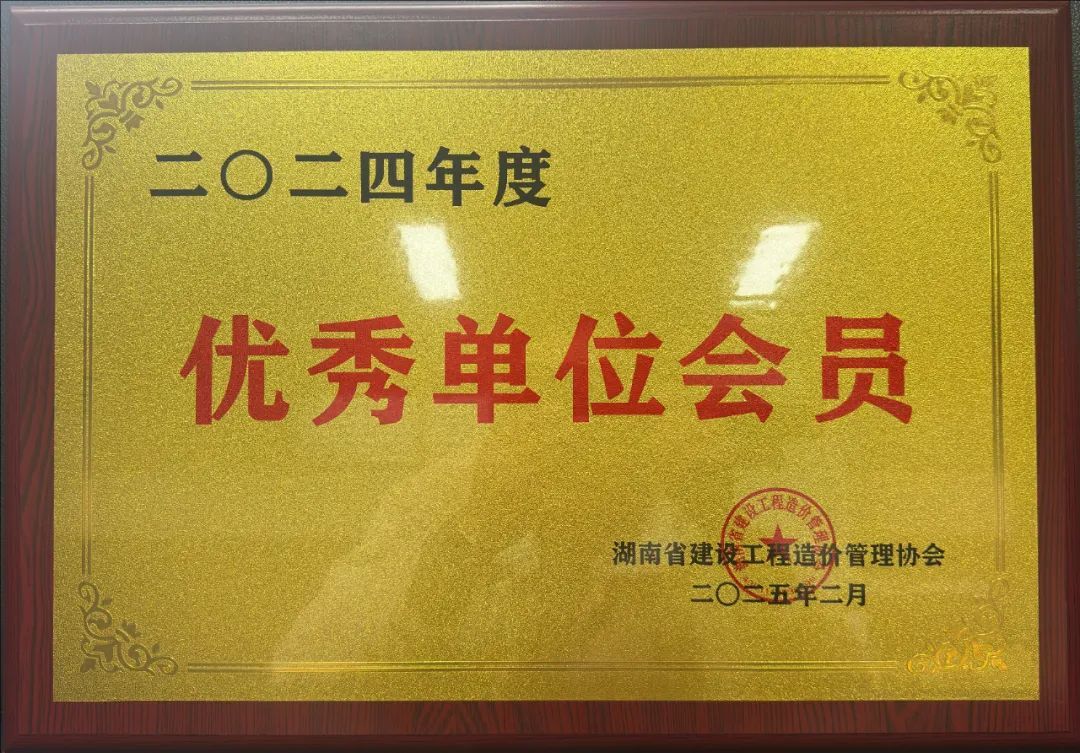 二〇二四年度
优秀单位会员
湖南省建设工程造价管理协会
二〇二五年二月